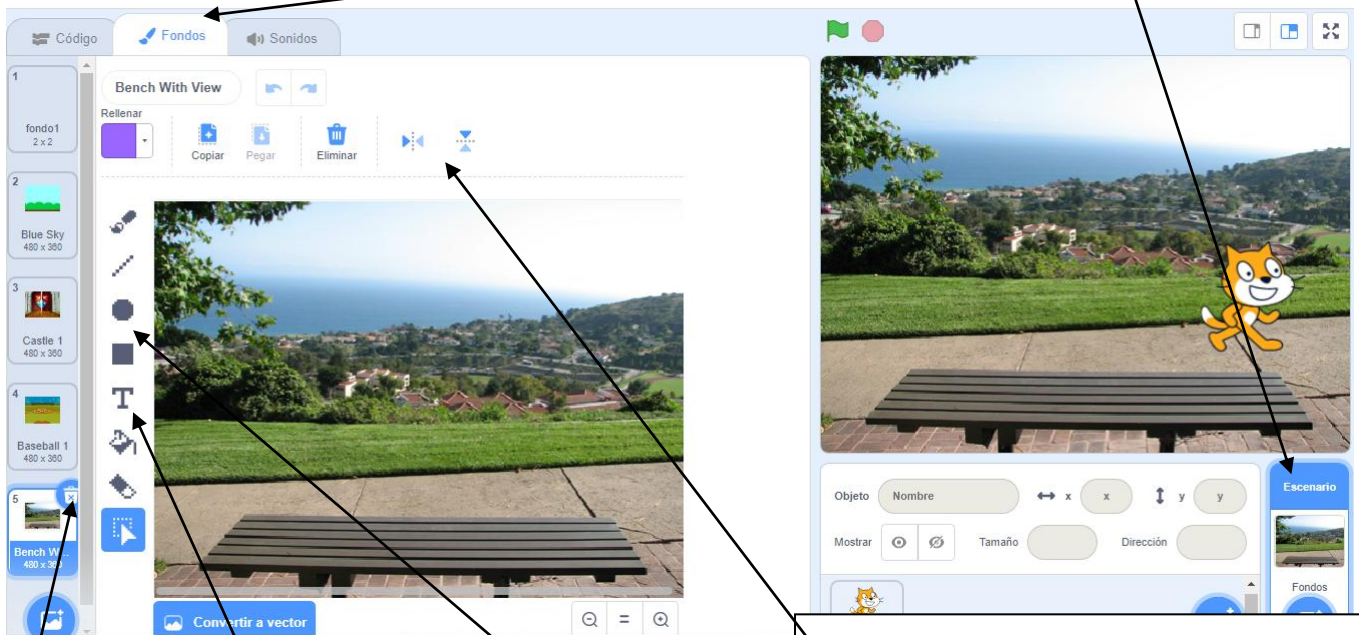 Código
Fondos
Sonidos
1
fondo1
2 x 2
2
Blue Sky
480 x 360
3
Castle 1
480 x 360
4
Baseball 1
480 x 360
5
Bench Wi...
480 x 360
Bench With View
Rellenar
Copiar
Pegar
Eliminar
T
Convertir a vector
Objeto
Nombre
x
x
y
y
Mostrar
Tamaño
Dirección
Escenario
Fondos